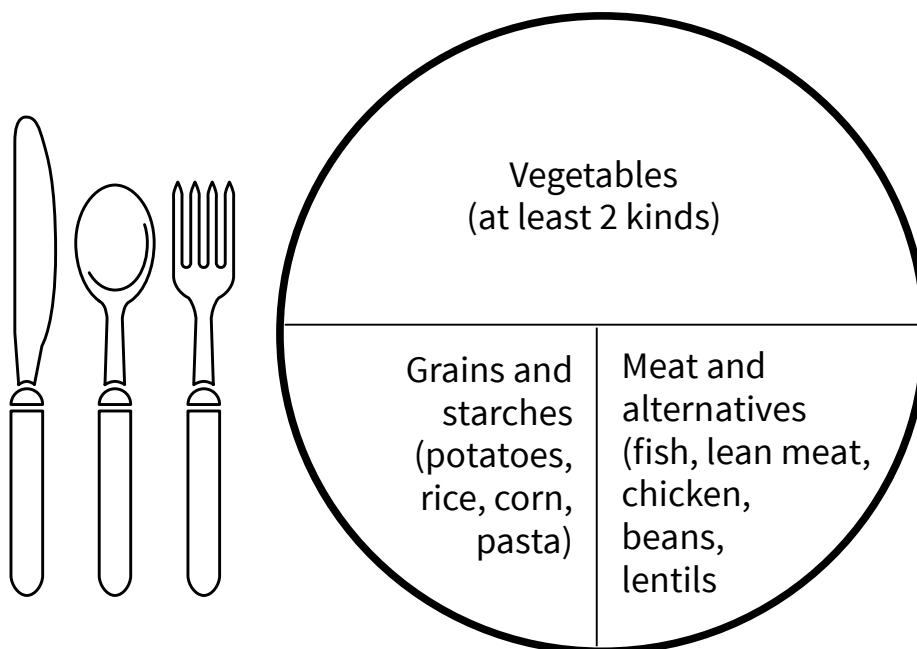 Vegetables
(at least 2 kinds)
Grains and
starches
(potatoes,
rice, corn,
pasta)
Meat and
alternatives
(fish, lean meat,
chicken,
beans,
lentils